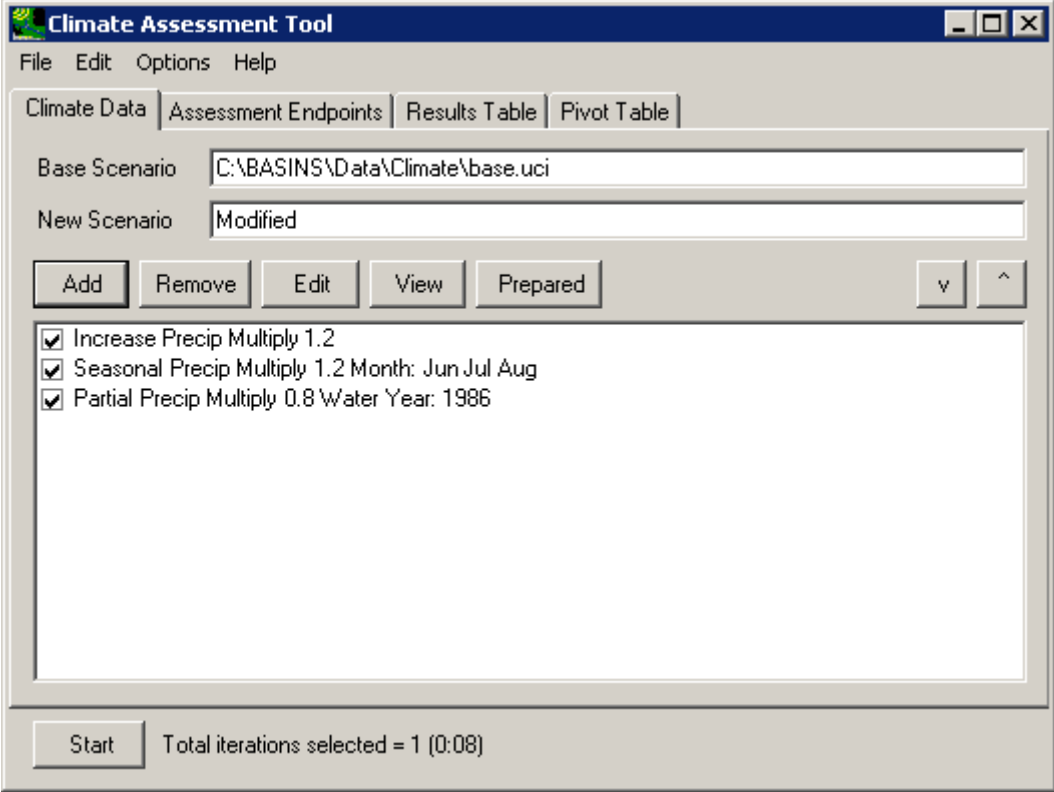 Climate Assessment Tool
File Edit Options Help
Climate Data Assessment Endpoints Results Table Pivot Table
Base Scenario C:\BASINS\Data\Climate\base.uci
New Scenario Modified
Add Remove Edit View Prepared v ^
Increase Precip Multiply 1.2
Seasonal Precip Multiply 1.2 Month: Jun Jul Aug
Partial Precip Multiply 0.8 Water Year: 1986
Start Total iterations selected = 1 (0:08)